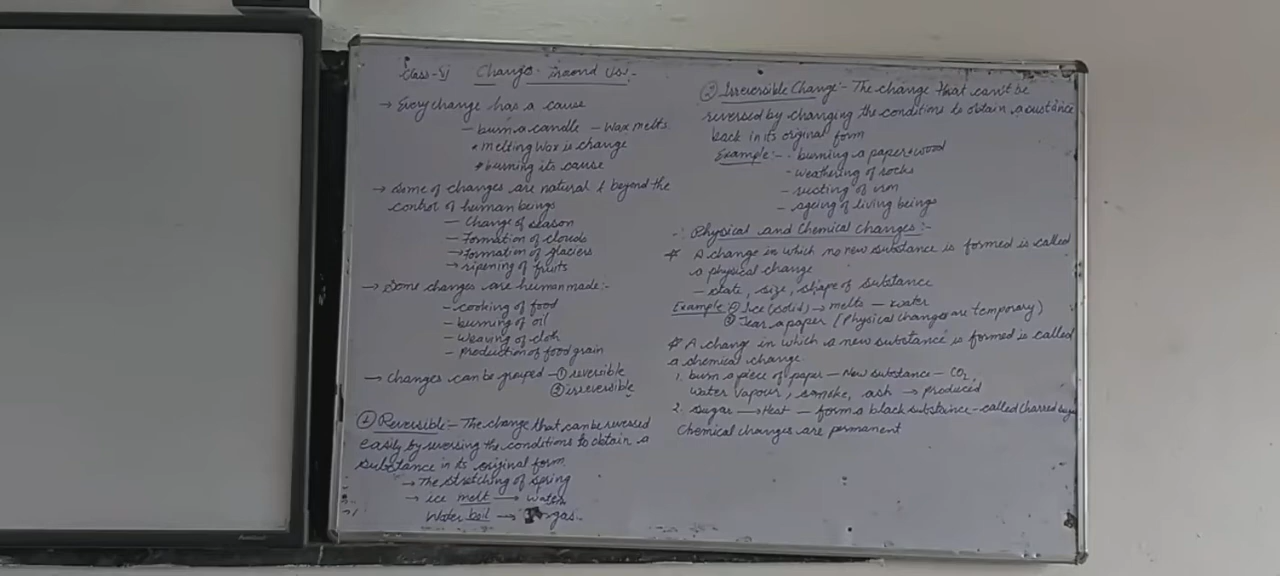 Class-VI Changes Around Us:-
→ Every change has a cause
- burn a candle - Wax melts.
* melting Wax is change
* burning its cause
→ Some of changes are natural & beyond the
control of human beings
- Change of season
- Formation of clouds
→ Formation of glaciers
→ ripening of fruits
→ Some changes are human made:-
- cooking of food
- burning of oil
- Weaving of cloth
- production of food grain
→ Changes can be grouped - ① reversible
② irreversible
① Reversible:- The change that can be reversed
easily by reversing the conditions to obtain a
substance in its original form.
→ The stretching of spring
→ ice melt → water
Water boil → gas.
② Irreversible Change:- The change that can't be
reversed by changing the conditions to obtain a
back in its original form
Example:- - burning a paper & wood
- weathering of rocks
- rusting of iron
- ageing of living beings
Physical and Chemical Changes:-
* A change in which no new substance is formed is called
a physical change
- state, size, shape of substance
Example ① Ice (solid) → melts - water
② Tear a paper (Physical changes are temporary)
* A change in which a new substance is formed is called
a chemical change.
1. burn a piece of paper - New substance - CO2,
Water Vapour, smoke, ash → produced
2. Sugar → Heat - form a black substance - called Charred sugar
Chemical changes are permanent